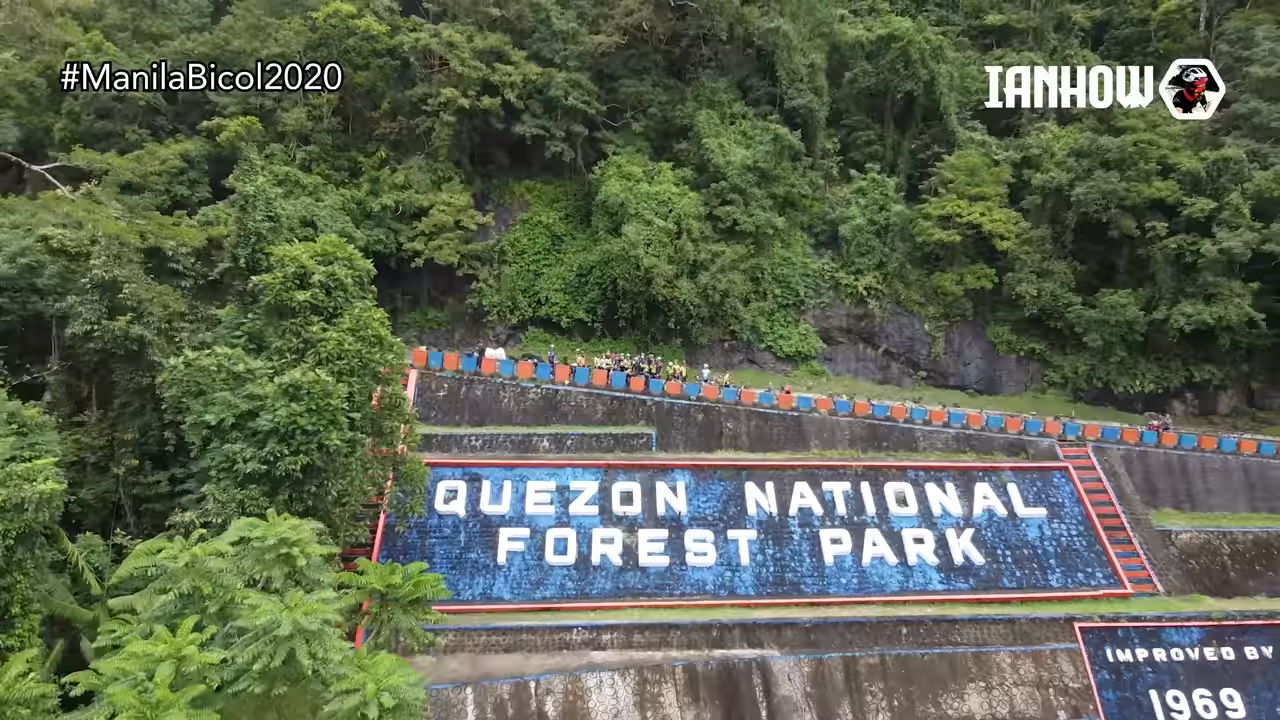 #ManilaBicol2020
IANHOW
QUEZON NATIONAL
FOREST PARK
IMPROVED BY
1969